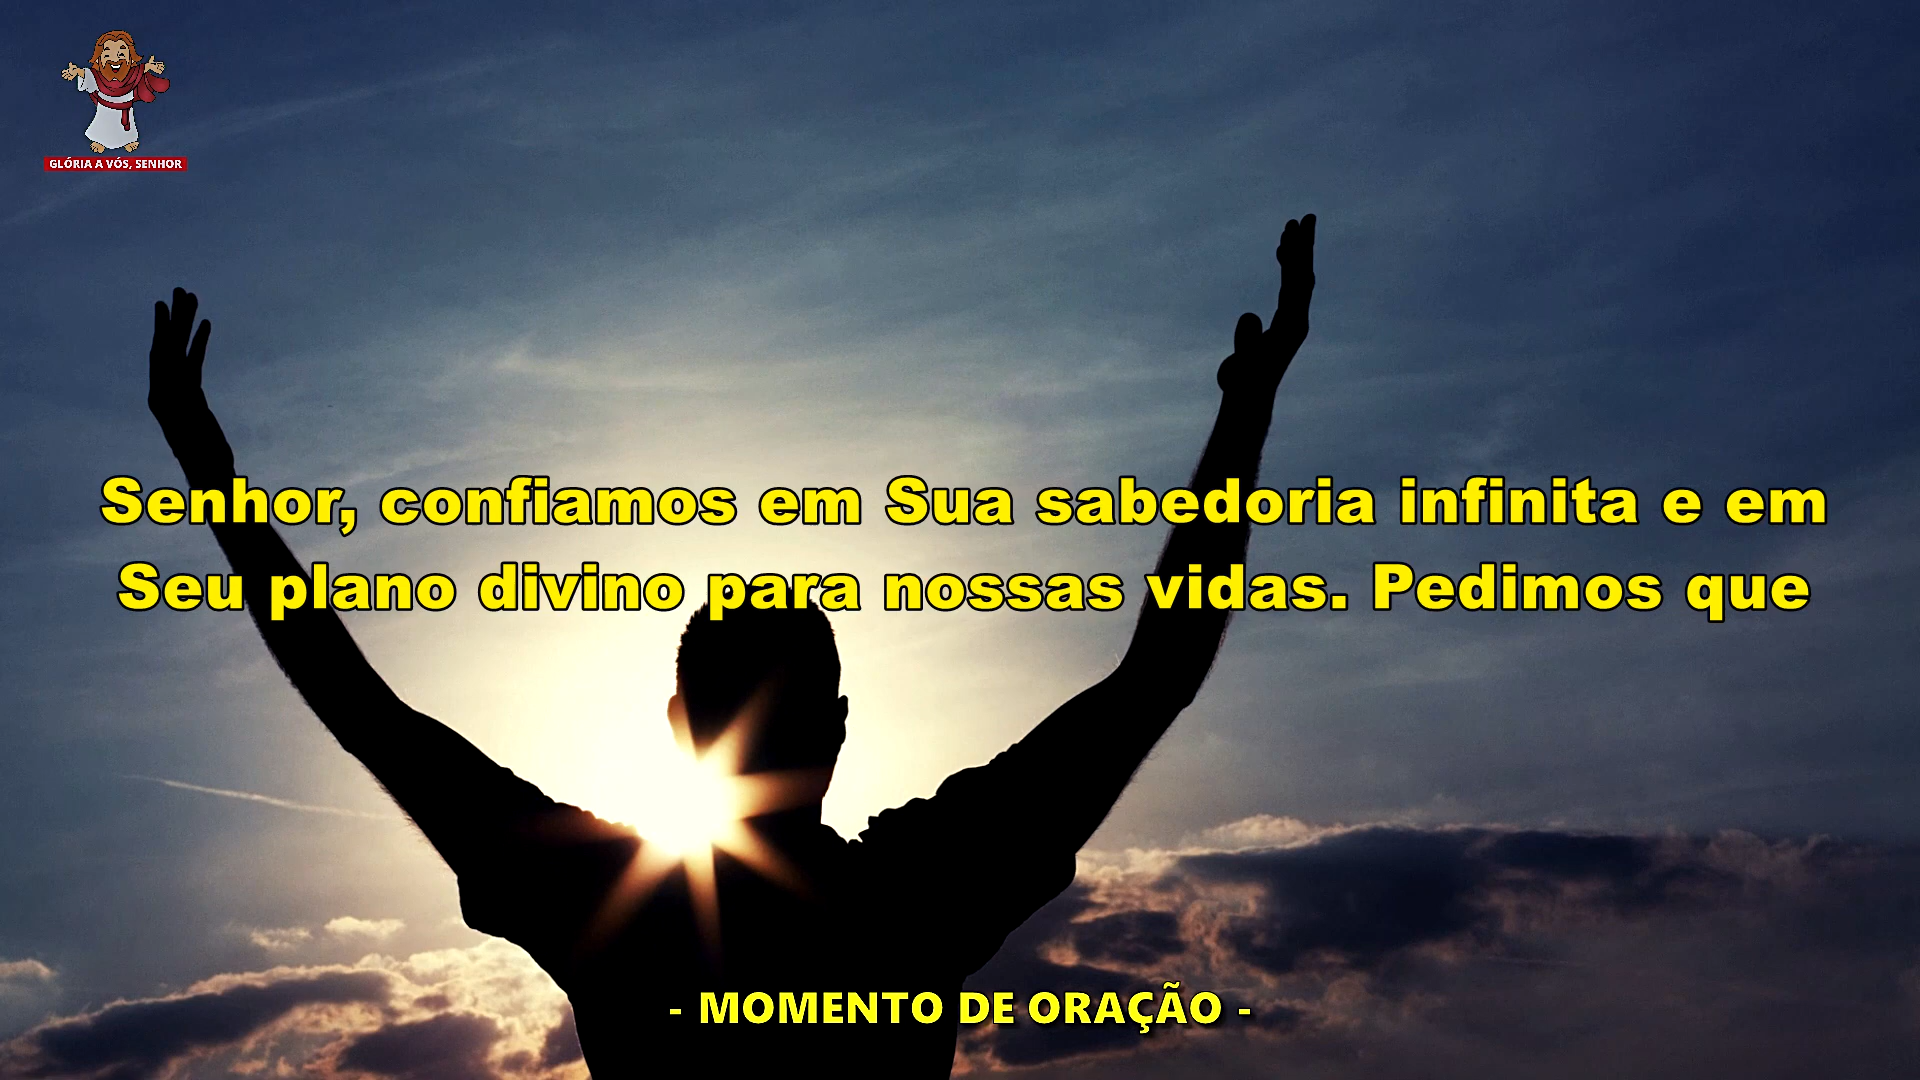 GLÓRIA A VÓS, SENHOR
Senhor, confiamos em Sua sabedoria infinita e em
Seu plano divino para nossas vidas. Pedimos que
- MOMENTO DE ORAÇÃO -